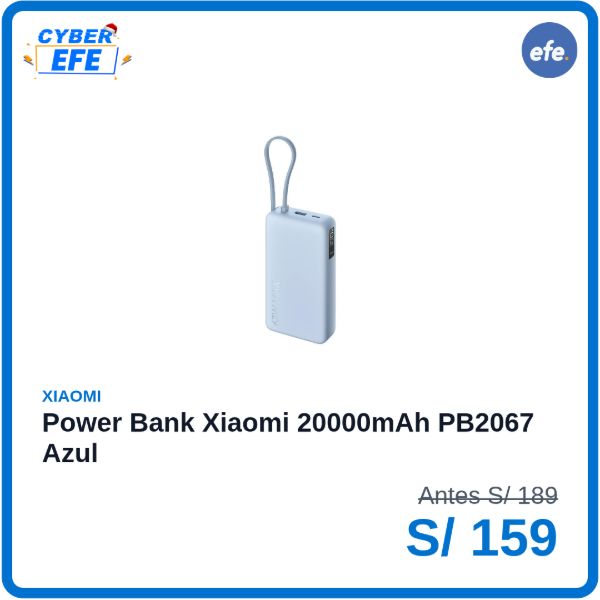 CYBER
EFE
efe.
XIAOMI
Power Bank Xiaomi 20000mAh PB2067
Azul
Antes S/ 189
S/ 159